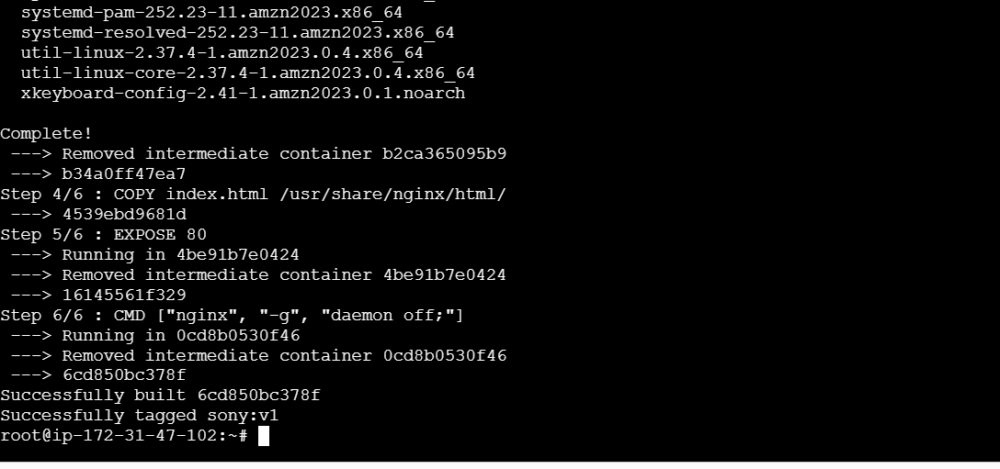 systemd-pam-252.23-11.amzn2023.x86_64
systemd-resolved-252.23-11.amzn2023.x86_64
util-linux-2.37.4-1.amzn2023.0.4.x86_64
util-linux-core-2.37.4-1.amzn2023.0.4.x86_64
xkeyboard-config-2.41-1.amzn2023.0.1.noarch

Complete!
 ---> Removed intermediate container b2ca365095b9
 ---> b34a0ff47ea7
Step 4/6 : COPY index.html /usr/share/nginx/html/
 ---> 4539ebd9681d
Step 5/6 : EXPOSE 80
 ---> Running in 4be91b7e0424
 ---> Removed intermediate container 4be91b7e0424
 ---> 16145561f329
Step 6/6 : CMD ["nginx", "-g", "daemon off;"]
 ---> Running in 0cd8b0530f46
 ---> Removed intermediate container 0cd8b0530f46
 ---> 6cd850bc378f
Successfully built 6cd850bc378f
Successfully tagged sony:v1
root@ip-172-31-47-102:~#